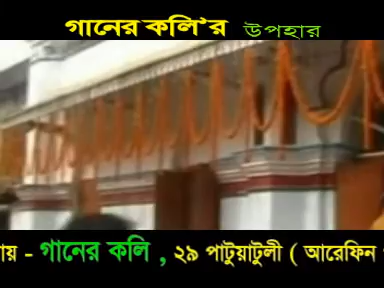 গানের কলি'র উপহার
য় - গানের কলি , ২৯ পাটুয়াটুলী ( আরেফিন